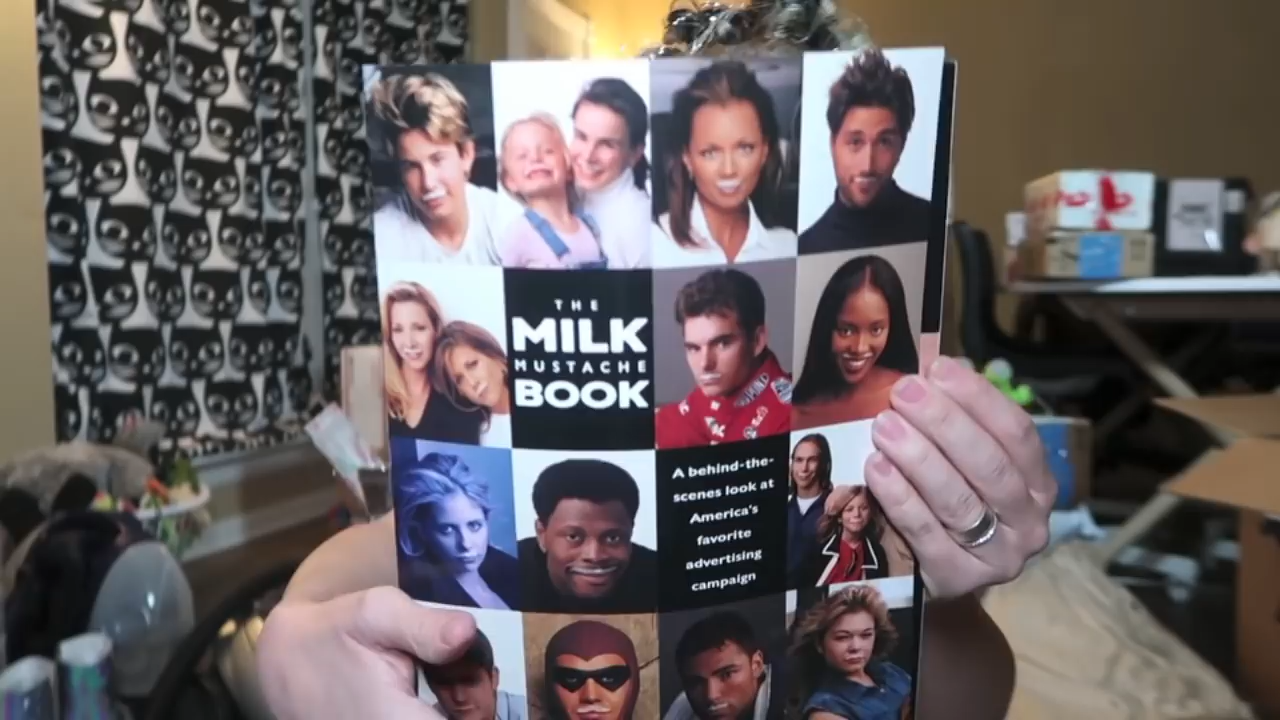 THE
MILK
MUSTACHE
BOOK
A behind-the-
scenes look at
America's
favorite
advertising
campaign